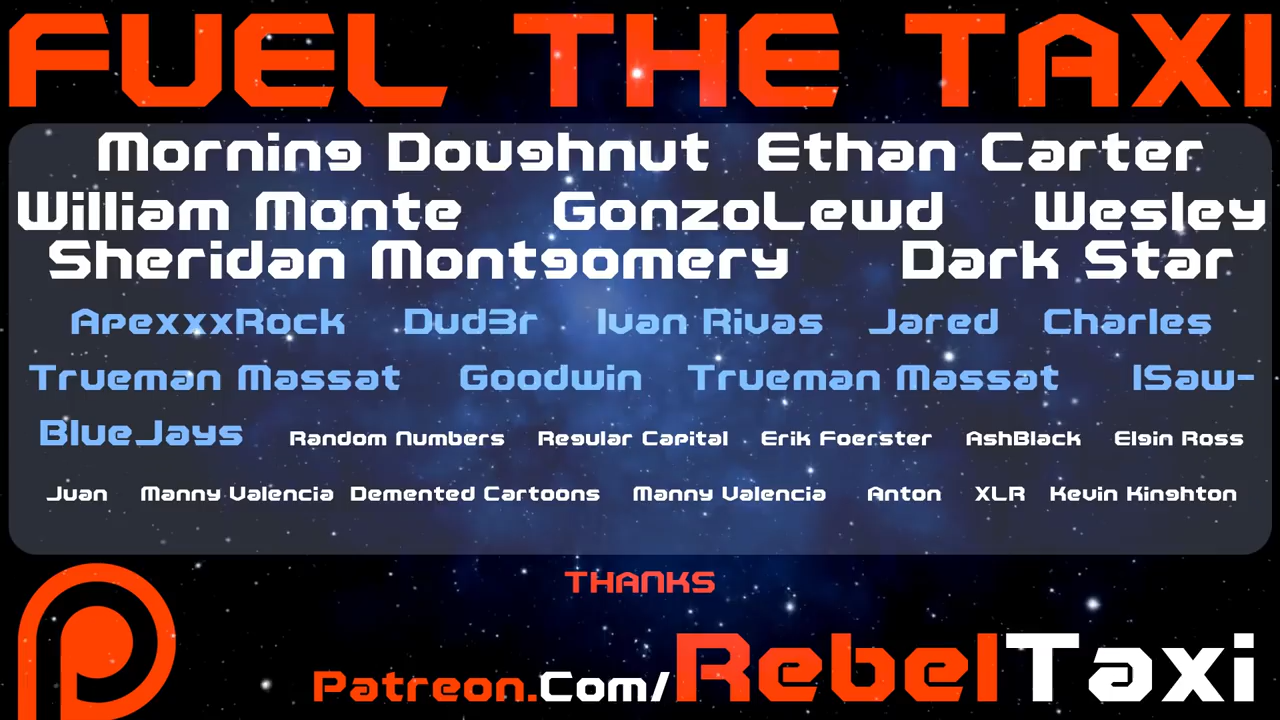 FUEL THE TAXI
Morning Doughnut Ethan Carter
William Monte GonzoLewd Wesley
Sheridan Montgomery Dark Star
ApexxxRock Dud3r Ivan Rivas Jared Charles
Trueman Massat Goodwin Trueman Massat ISaw-
BlueJays Random Numbers Regular Capital Erik Foerster AshBlack Elgin Ross
Juan Manny Valencia Demented Cartoons Manny Valencia Anton XLR Kevin Kinghton
THANKS
Patreon.Com/RebelTaxi